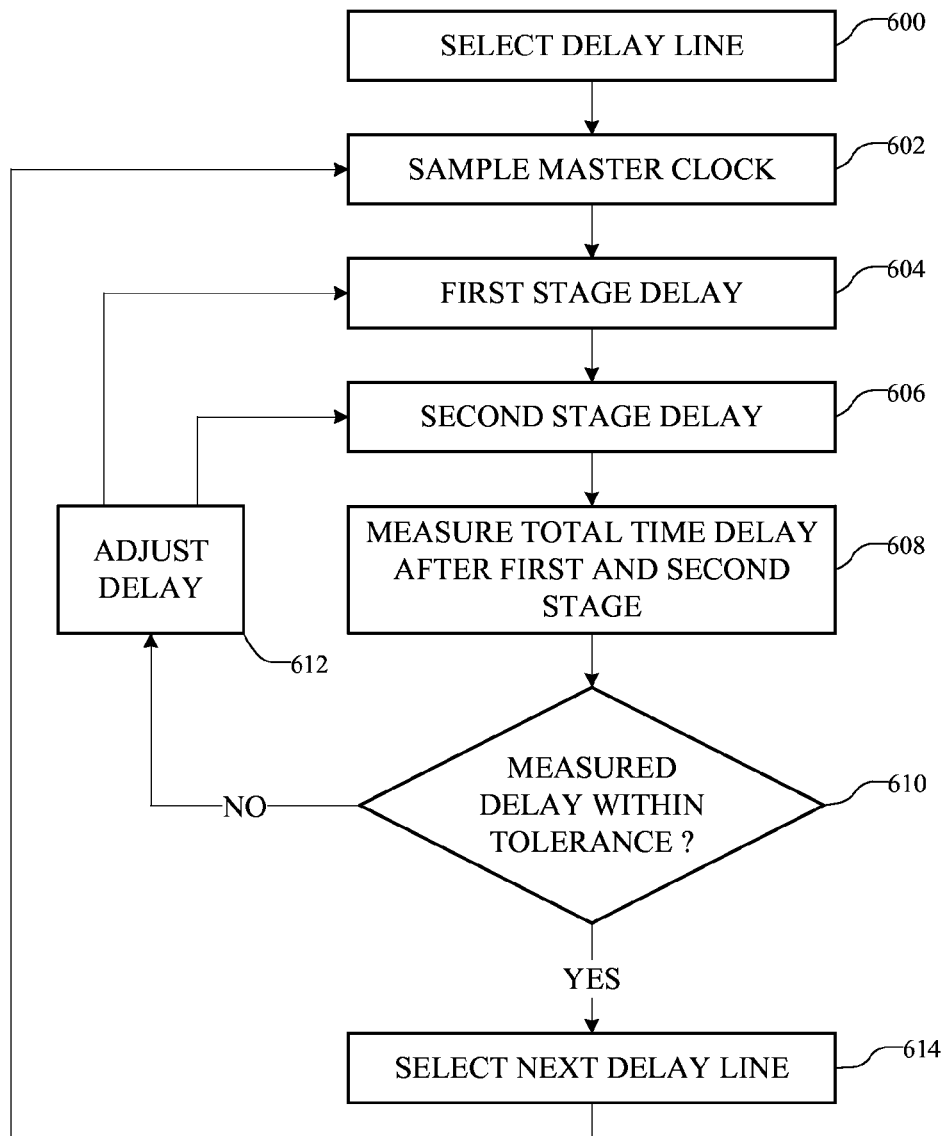 SELECT DELAY LINE
600
SAMPLE MASTER CLOCK
602
FIRST STAGE DELAY
604
SECOND STAGE DELAY
606
MEASURE TOTAL TIME DELAY
AFTER FIRST AND SECOND
STAGE
608
ADJUST
DELAY
612
MEASURED
DELAY WITHIN
TOLERANCE ?
610
NO
YES
SELECT NEXT DELAY LINE
614